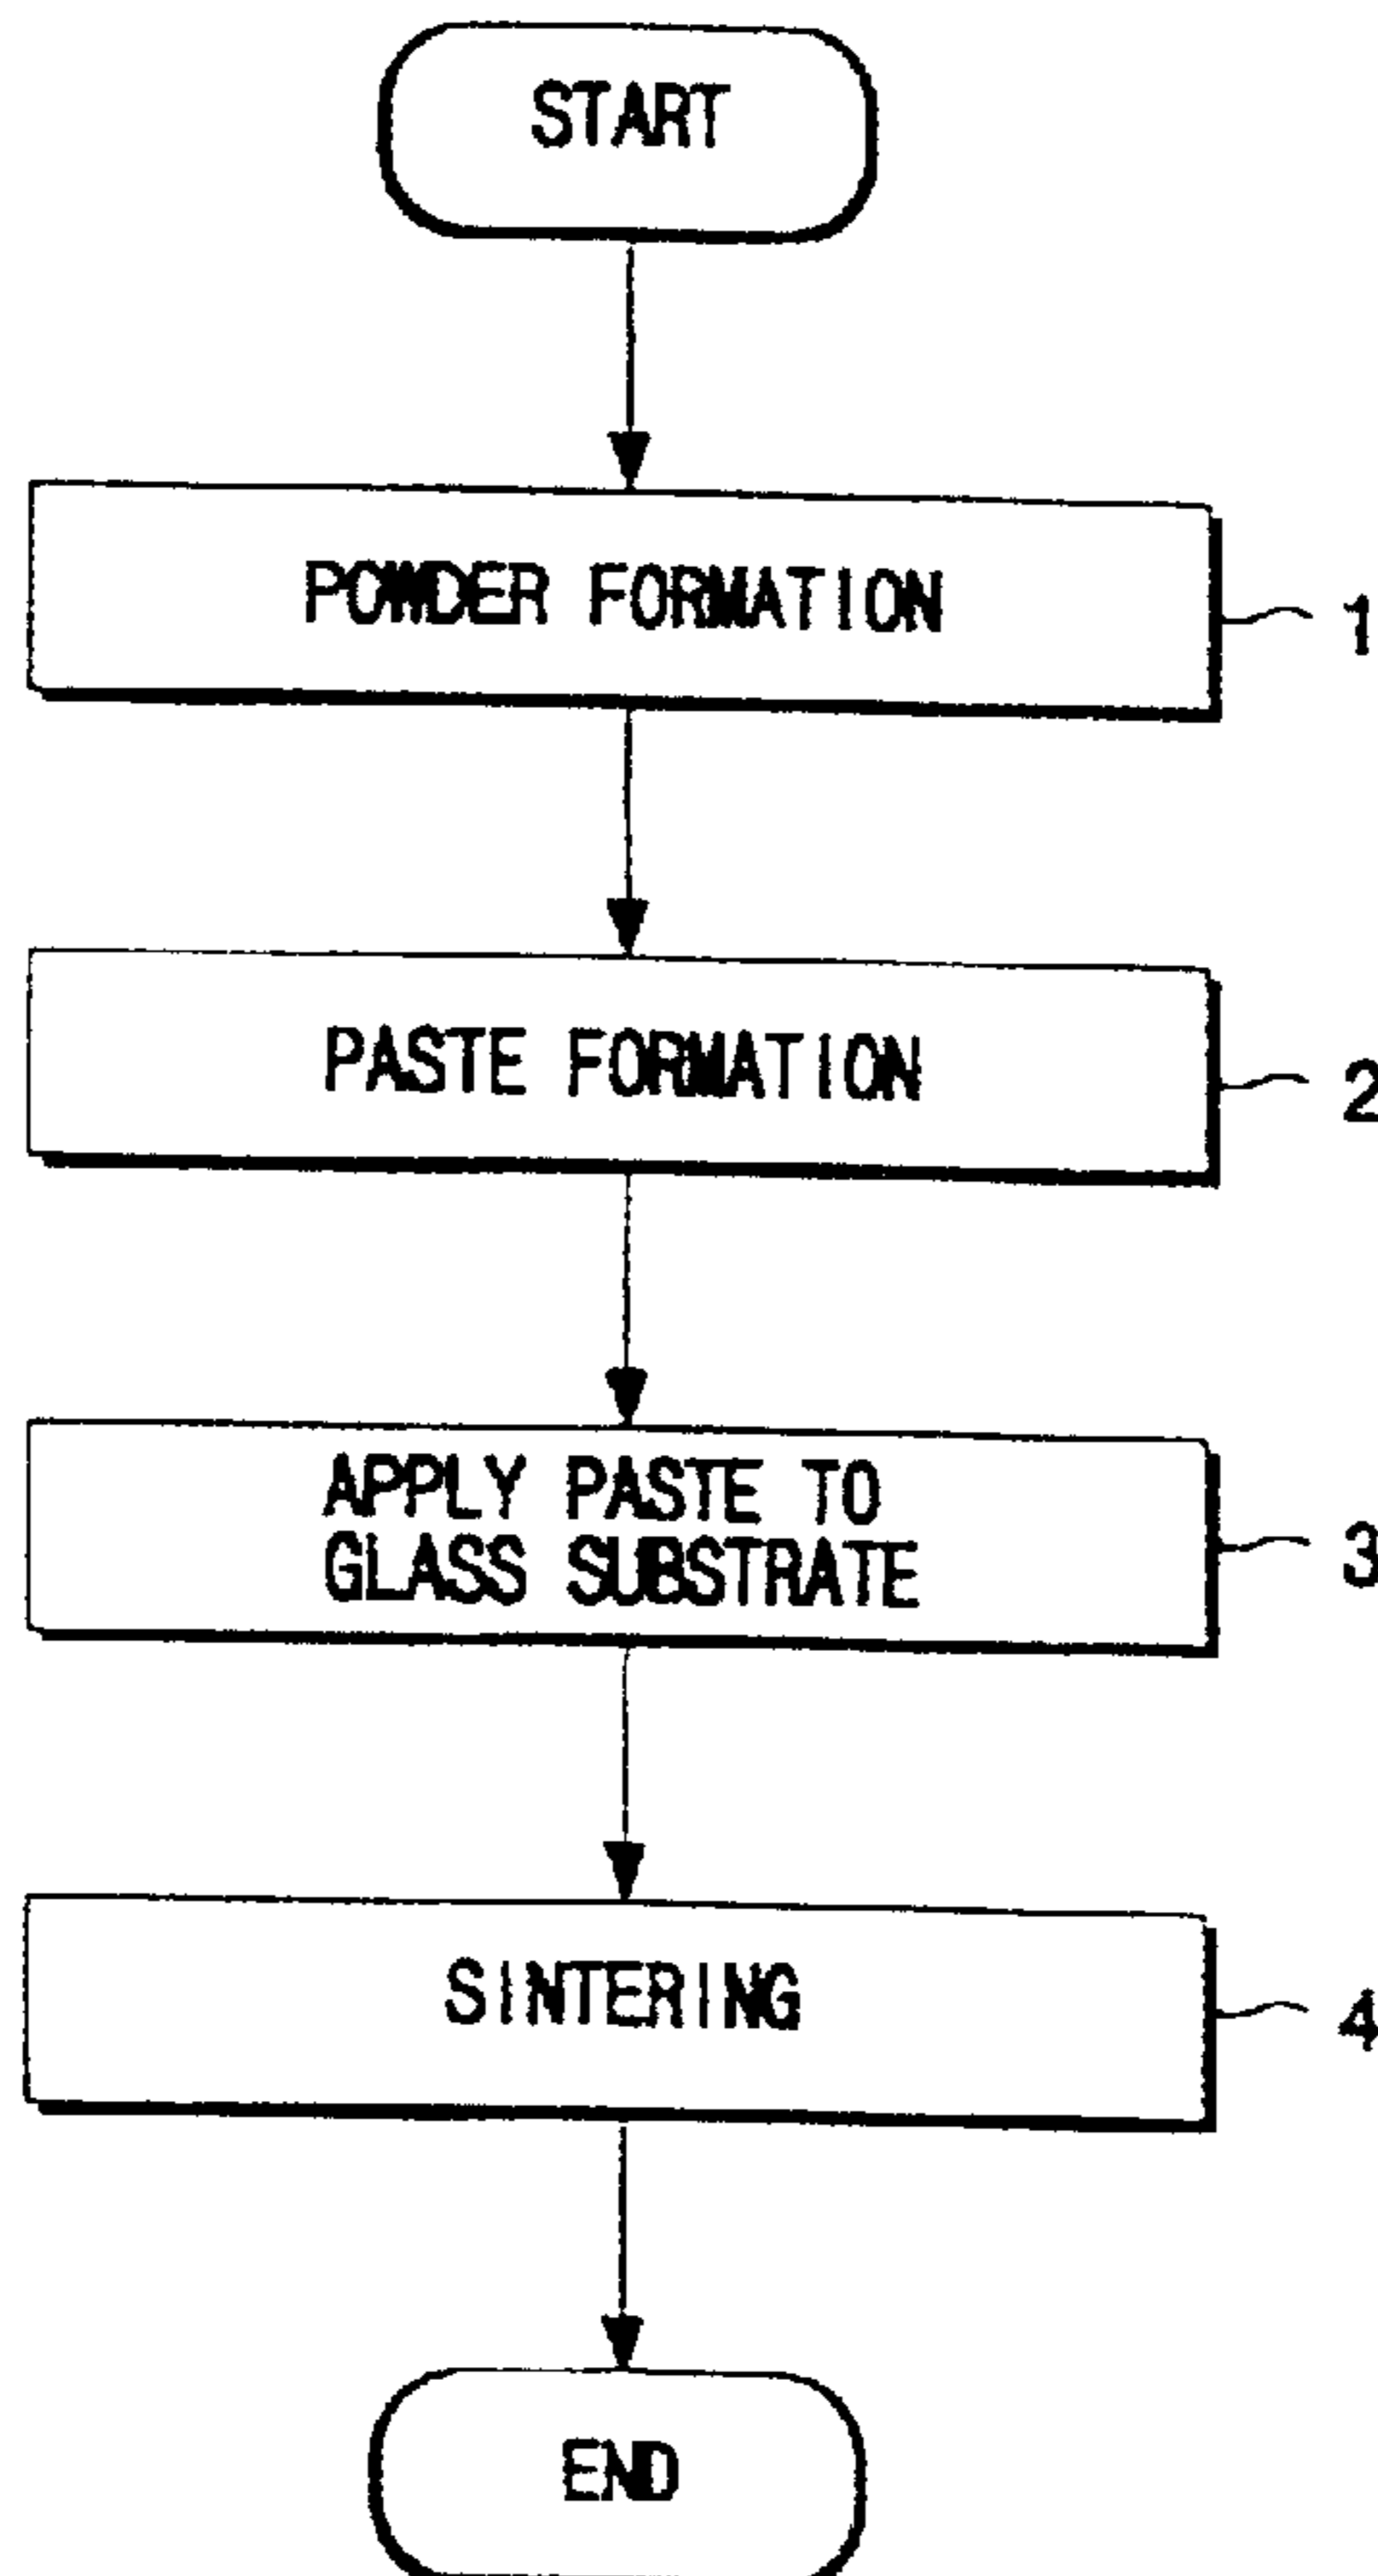 START
POWDER FORMATION
1
PASTE FORMATION
2
APPLY PASTE TO
GLASS SUBSTRATE
3
SINTERING
4
END